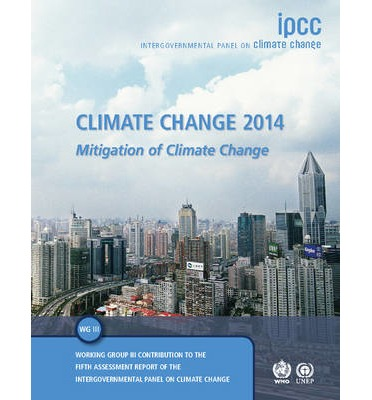 ipcc
INTERGOVERNMENTAL PANEL ON climate change
CLIMATE CHANGE 2014
Mitigation of Climate Change
WG III
WORKING GROUP III CONTRIBUTION TO THE
FIFTH ASSESSMENT REPORT OF THE
INTERGOVERNMENTAL PANEL ON CLIMATE CHANGE
WMO UNEP